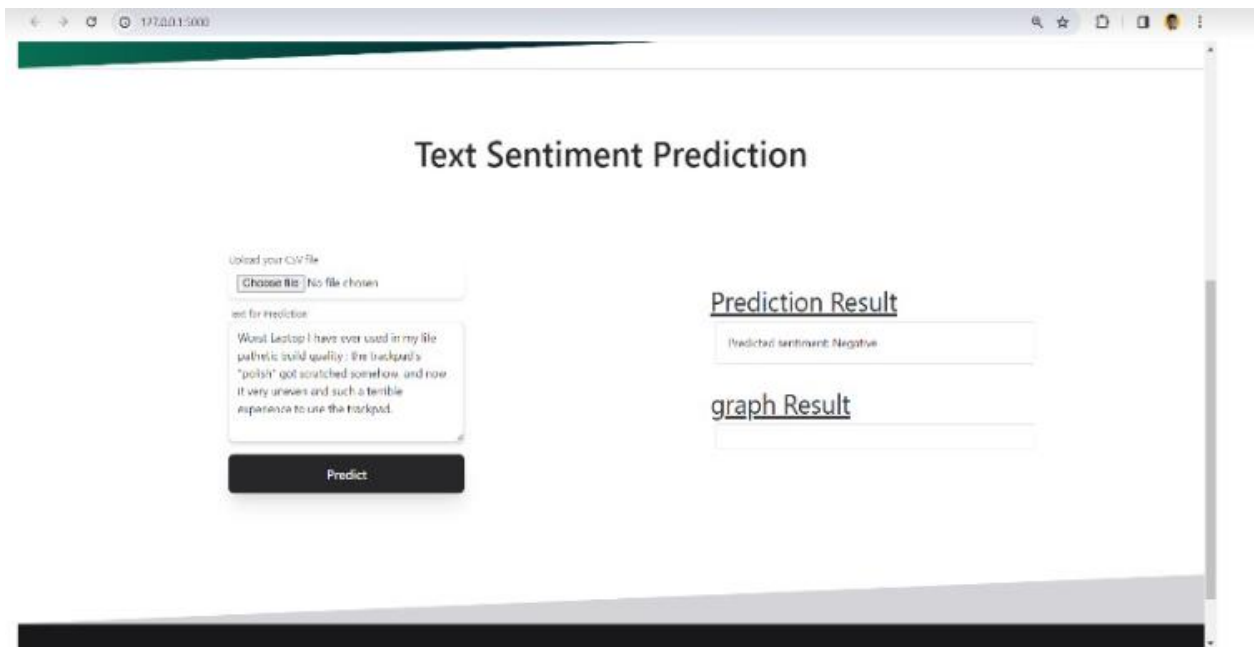 127.0.0.1:5000
Text Sentiment Prediction
Upload your CSV file
Choose file No file chosen
Text for Prediction
Worst Laptop I have ever used in my life
pathetic build quality; the trackpad's
"polish" got scratched somehow, and now
it very uneven and such a terrible
experience to use the trackpad.
Predict
Prediction Result
Predicted sentiment: Negative
graph Result